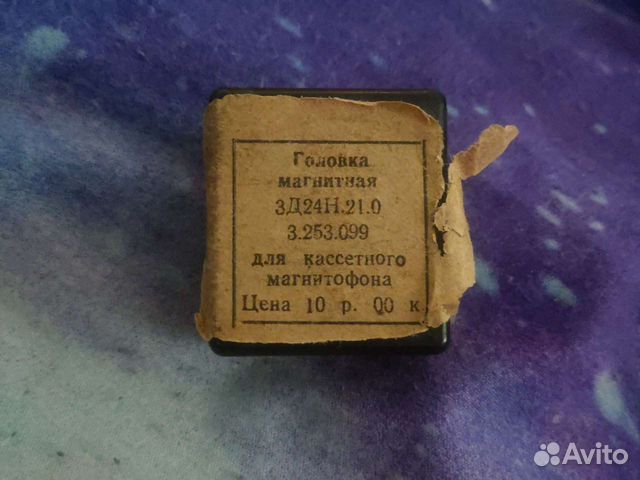 Головка
магнитная
3Д24Н.21.0
3.253.099
для кассетного
магнитофона
Цена 10 р. 00 к
Avito